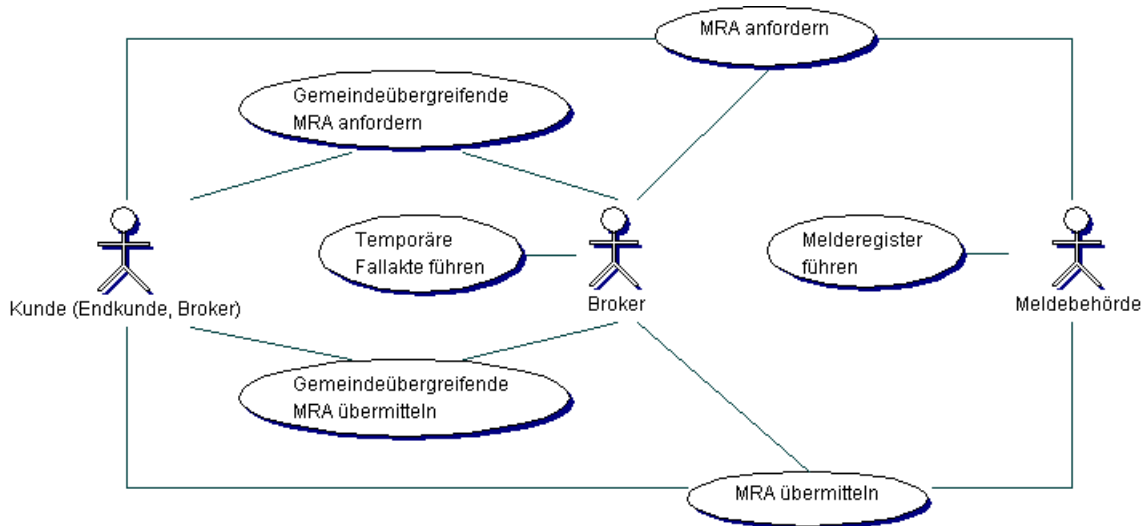 MRA anfordern
Gemeindeübergreifende
MRA anfordern
Temporäre
Fallakte führen
Melderegister
führen
Kunde (Endkunde, Broker)
Broker
Meldebehörde
Gemeindeübergreifende
MRA übermitteln
MRA übermitteln